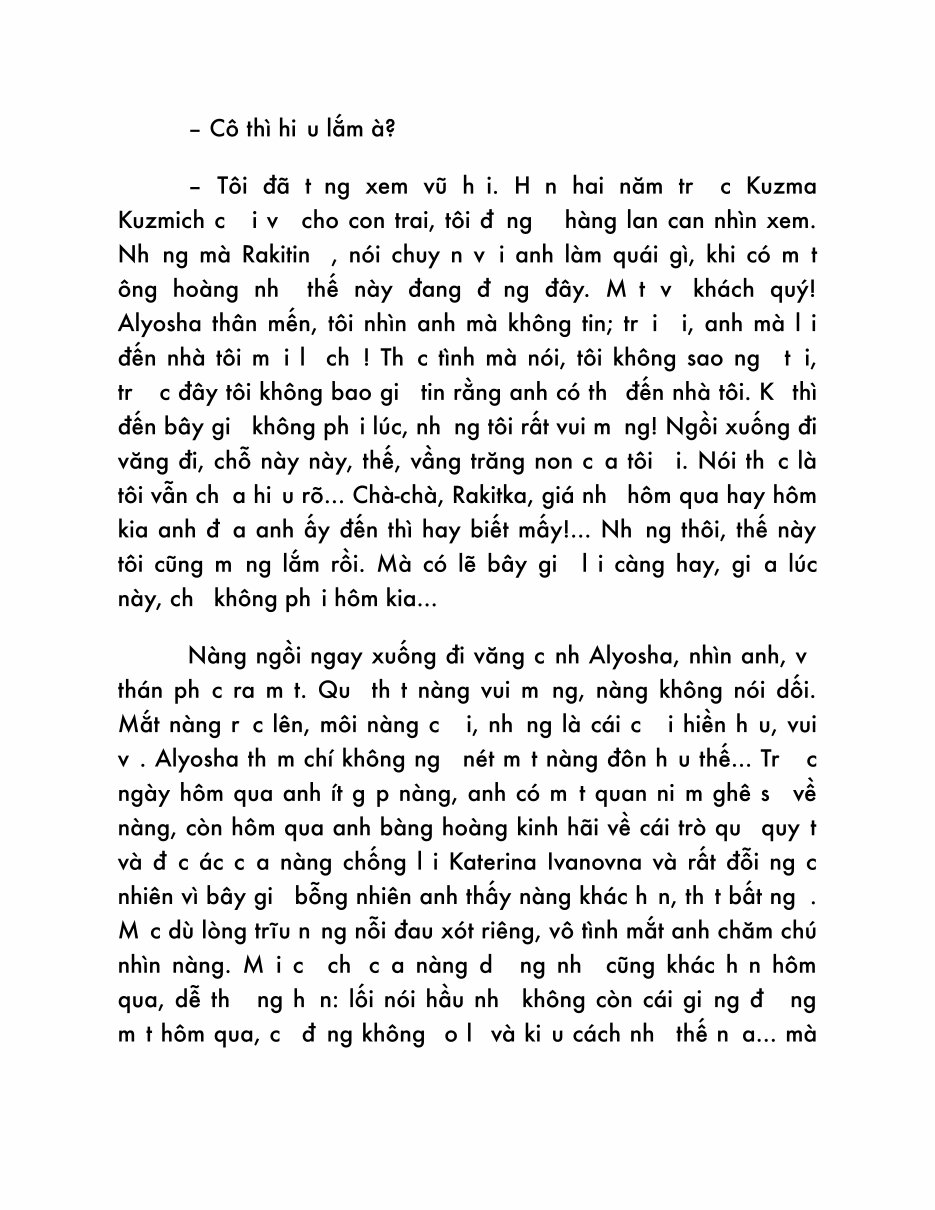 – Cô thì hi u lắm à?
– Tôi đã t ng xem vũ h i. H n hai năm tr c Kuzma
Kuzmich c i v cho con trai, tôi đ ng hàng lan can nhìn xem.
Nh ng mà Rakitin , nói chuy n v i anh làm quái gì, khi có m t
ông hoàng nh thế này đang đ ng đây. M t v khách quý!
Alyosha thân mến, tôi nhìn anh mà không tin; tr i i, anh mà l i
đến nhà tôi m i l ch ! Th c tình mà nói, tôi không sao ng t i,
tr c đây tôi không bao gi tin rằng anh có th đến nhà tôi. K thì
đến bây gi không ph i lúc, nh ng tôi rất vui m ng! Ngồi xuống đi
văng đi, chỗ này này, thế, vầng trăng non c a tôi i. Nói th c là
tôi vẫn ch a hi u rõ... Chà-chà, Rakitka, giá nh hôm qua hay hôm
kia anh đ a anh ấy đến thì hay biết mấy!... Nh ng thôi, thế này
tôi cũng m ng lắm rồi. Mà có lẽ bây gi l i càng hay, gi a lúc
này, ch không ph i hôm kia...
Nàng ngồi ngay xuống đi văng c nh Alyosha, nhìn anh, v
thán ph c ra m t. Qu th t nàng vui m ng, nàng không nói dối.
Mắt nàng r c lên, môi nàng c i, nh ng là cái c i hiền h u, vui
v . Alyosha th m chí không ng nét m t nàng đôn h u thế... Tr c
ngày hôm qua anh ít g p nàng, anh có m t quan ni m ghê s về
nàng, còn hôm qua anh bàng hoàng kinh hãi về cái trò qu quy t
và đ c ác c a nàng chống l i Katerina Ivanovna và rất đỗi ng c
nhiên vì bây gi bỗng nhiên anh thấy nàng khác h n, th t bất ng .
M c dù lòng trĩu n ng nỗi đau xót riêng, vô tình mắt anh chăm chú
nhìn nàng. M i c ch c a nàng d ng nh cũng khác h n hôm
qua, dễ th ng h n: lối nói hầu nh không còn cái gi ng đ ng
m t hôm qua, c đ ng không o l và ki u cách nh thế n a... mà